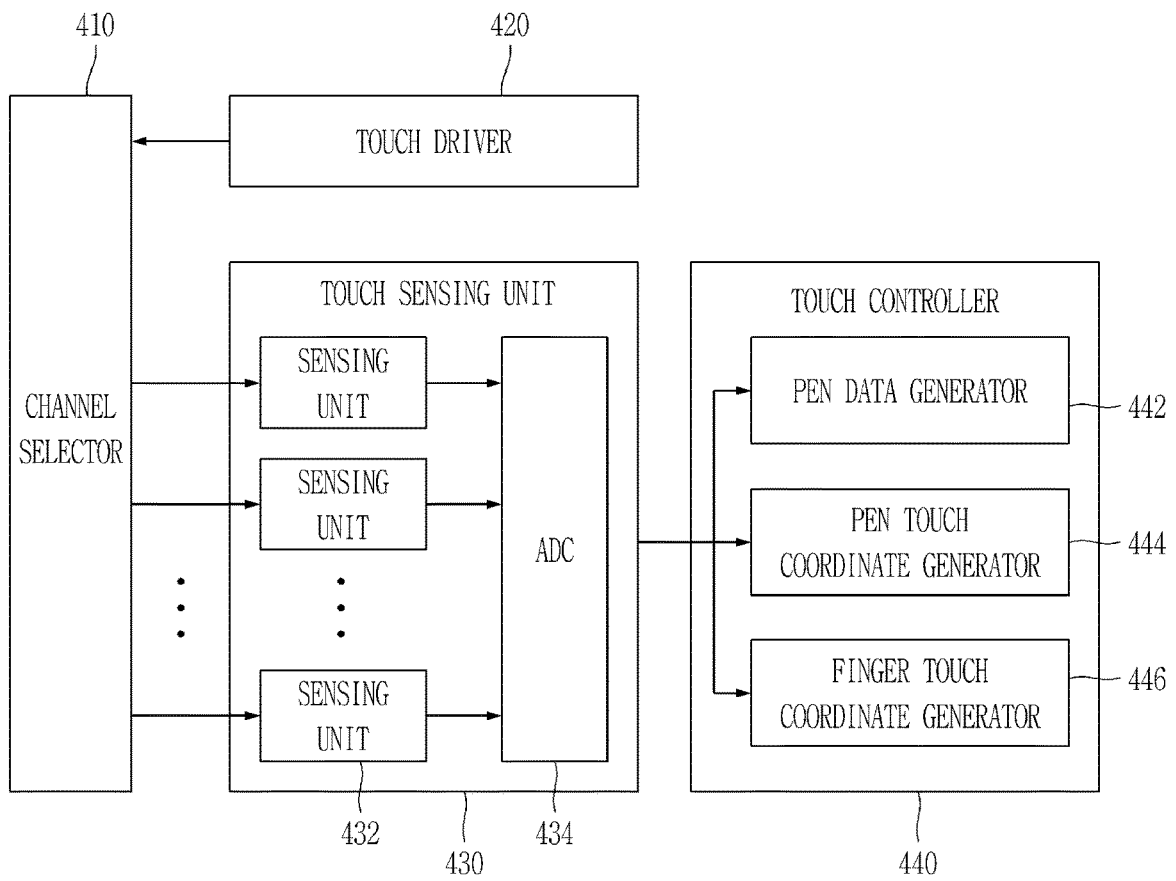 410
420
TOUCH DRIVER
CHANNEL
SELECTOR
TOUCH SENSING UNIT
SENSING
UNIT
SENSING
UNIT
SENSING
UNIT
ADC
432
434
430
TOUCH CONTROLLER
PEN DATA GENERATOR
442
PEN TOUCH
COORDINATE GENERATOR
444
FINGER TOUCH
COORDINATE GENERATOR
446
440